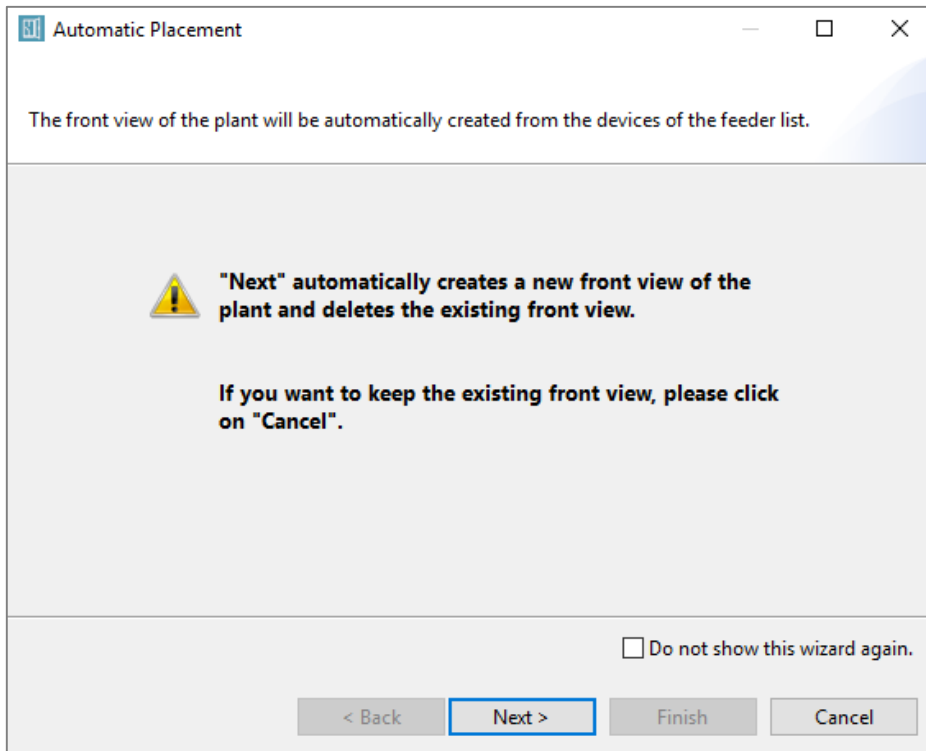 Automatic Placement
The front view of the plant will be automatically created from the devices of the feeder list.
"Next" automatically creates a new front view of the
plant and deletes the existing front view.
If you want to keep the existing front view, please click
on "Cancel".
Do not show this wizard again.
< Back
Next >
Finish
Cancel